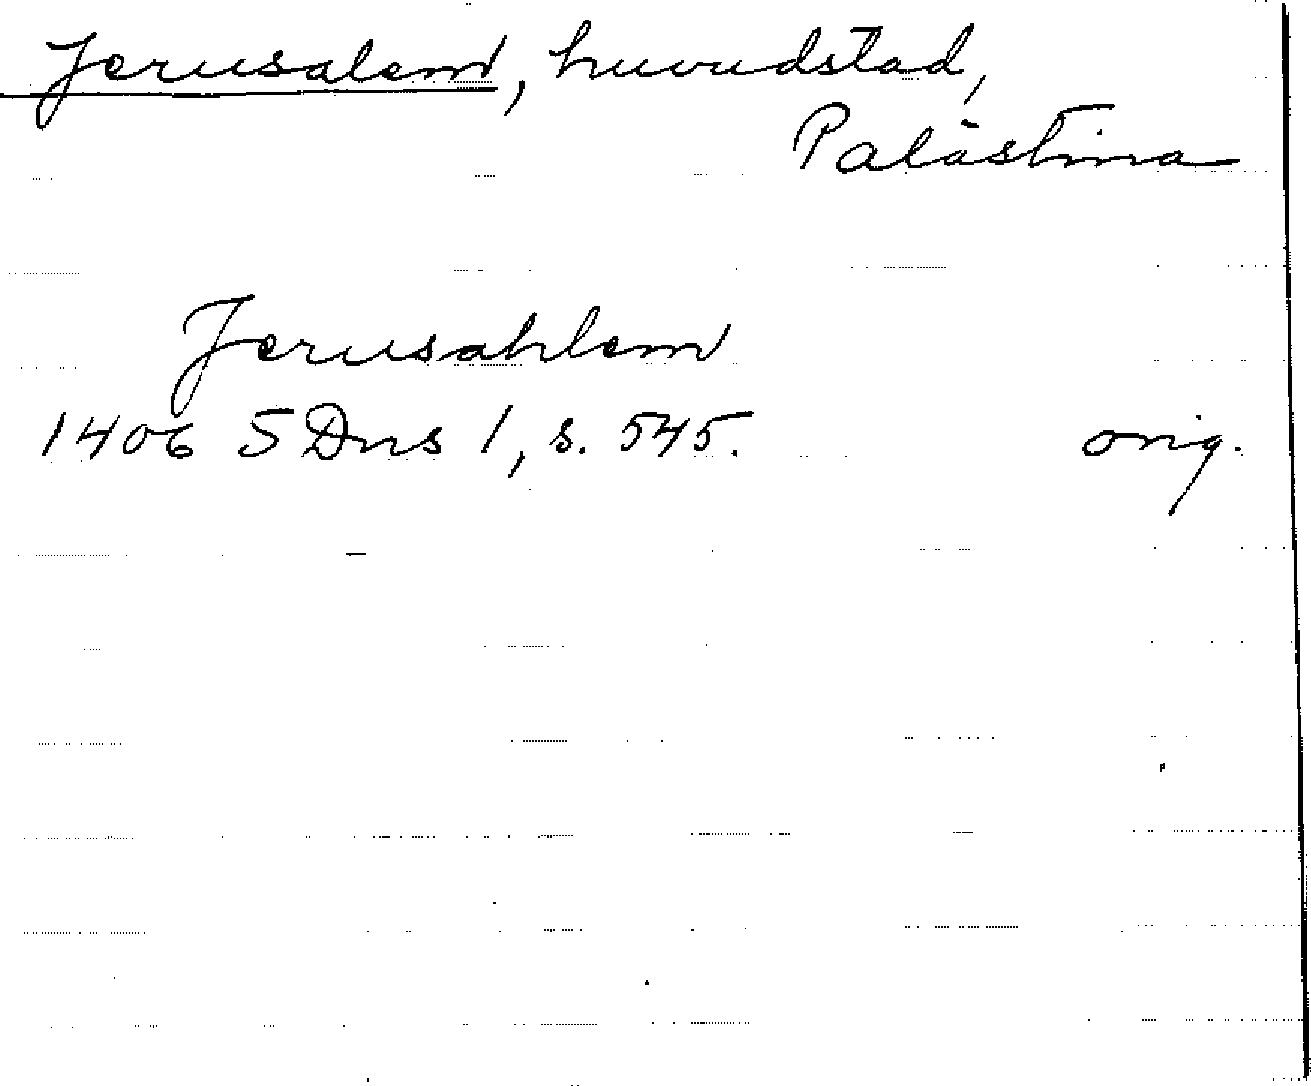 Jerusalem, huvudstad,
Palästina
Jerusahlem
1406 SDns 1, s. 545. orig.